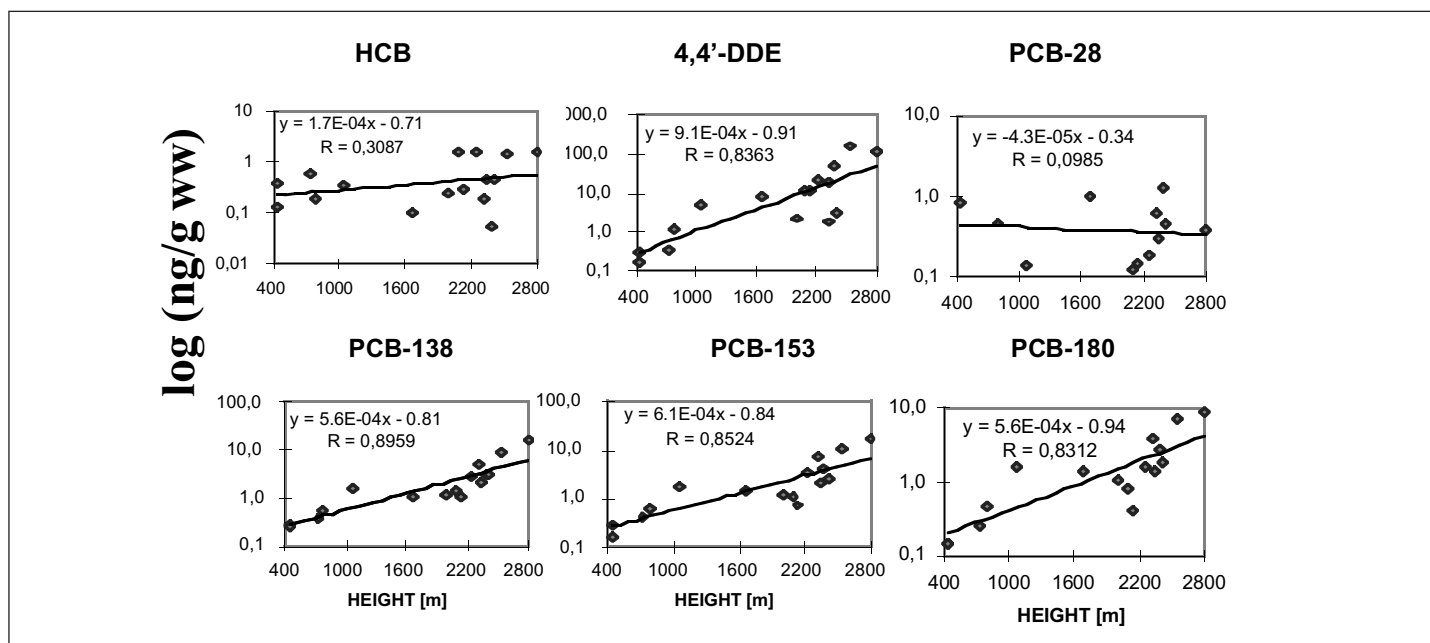 HCB
4,4’-DDE
PCB-28
log (ng/g ww)
10
1
0,1
0,01
y = 1.7E-04x - 0.71
R = 0,3087
400 1000 1600 2200 2800
000,0
100,0
10,0
1,0
0,1
y = 9.1E-04x - 0.91
R = 0,8363
400 1000 1600 2200 2800
10,0
1,0
0,1
y = -4.3E-05x - 0.34
R = 0,0985
400 1000 1600 2200 2800
PCB-138
PCB-153
PCB-180
100,0
10,0
1,0
0,1
y = 5.6E-04x - 0.81
R = 0,8959
400 1000 1600 2200 2800
HEIGHT [m]
100,0
10,0
1,0
0,1
y = 6.1E-04x - 0.84
R = 0,8524
400 1000 1600 2200 2800
HEIGHT [m]
10,0
1,0
0,1
y = 5.6E-04x - 0.94
R = 0,8312
400 1000 1600 2200 2800
HEIGHT [m]